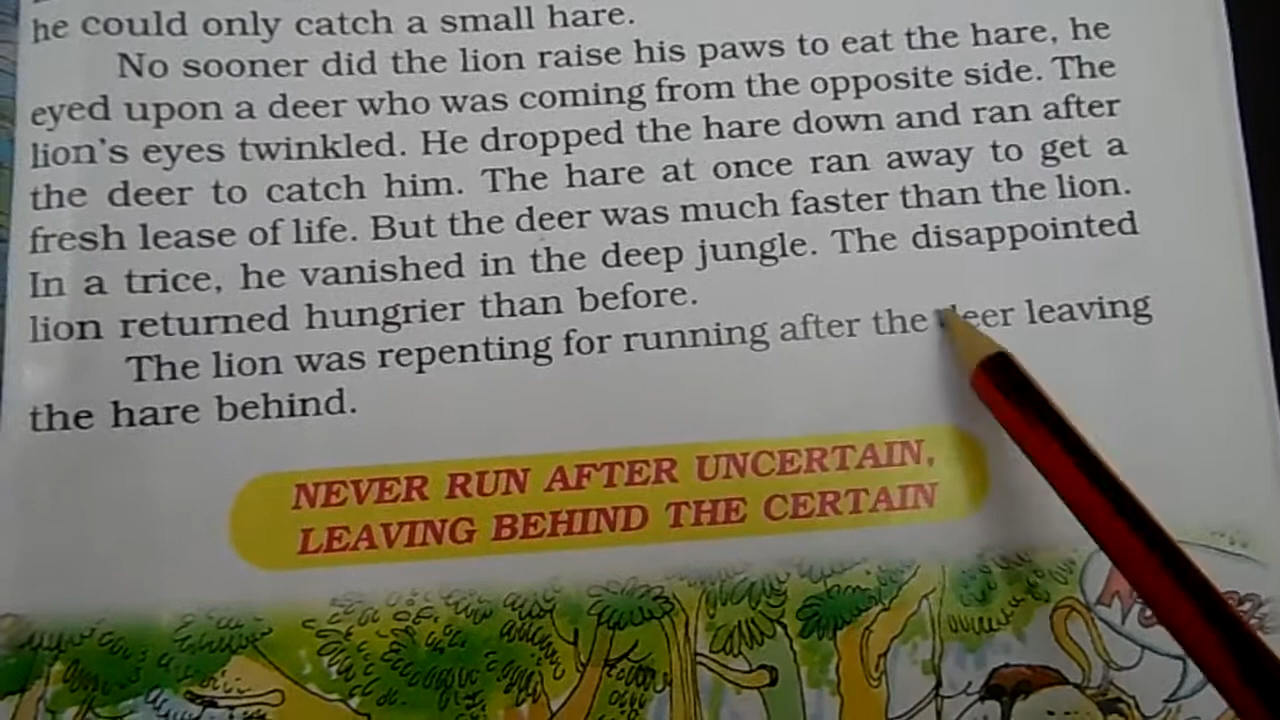 he could only catch a small hare.
No sooner did the lion raise his paws to eat the hare, he
eyed upon a deer who was coming from the opposite side. The
lion's eyes twinkled. He dropped the hare down and ran after
the deer to catch him. The hare at once ran away to get a
fresh lease of life. But the deer was much faster than the lion.
In a trice, he vanished in the deep jungle. The disappointed
lion returned hungrier than before.
The lion was repenting for running after the deer leaving
the hare behind.
NEVER RUN AFTER UNCERTAIN,
LEAVING BEHIND THE CERTAIN